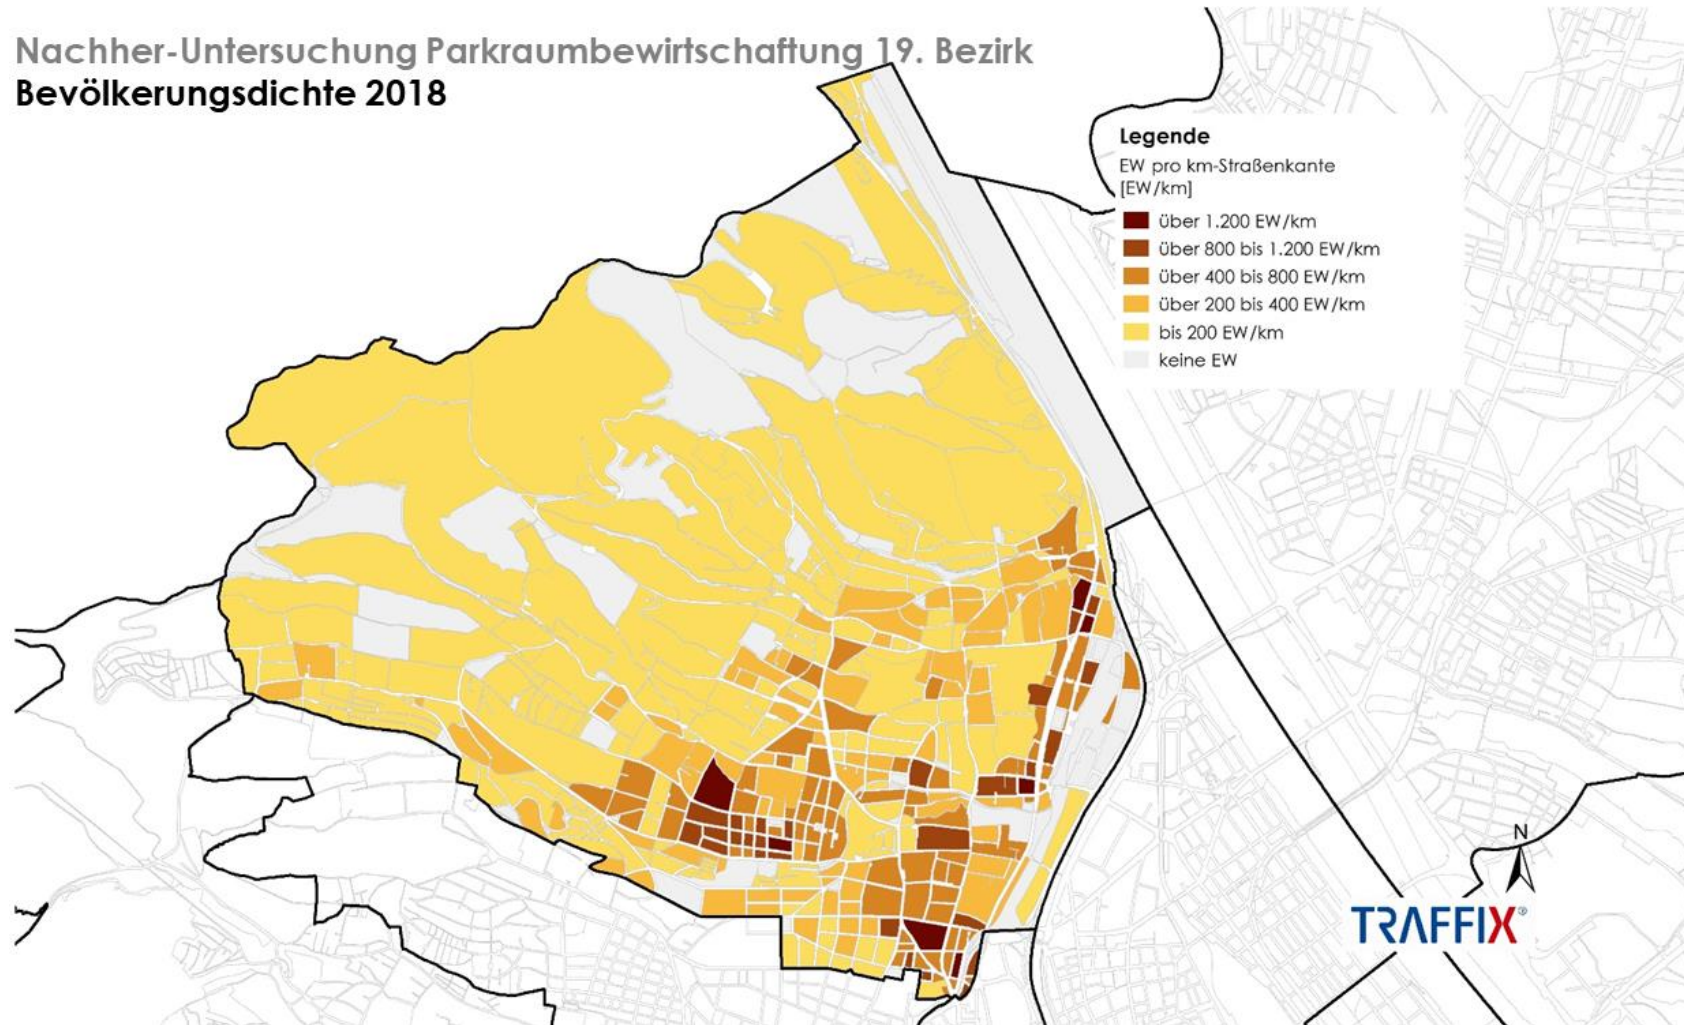 Nachher-Untersuchung Parkraumbewirtschaftung 19. Bezirk
Bevölkerungsdichte 2018
Legende
EW pro km-Straßenkante
[EW/km]
über 1.200 EW/km
über 800 bis 1.200 EW/km
über 400 bis 800 EW/km
über 200 bis 400 EW/km
bis 200 EW/km
keine EW
N
TRAFFIX®